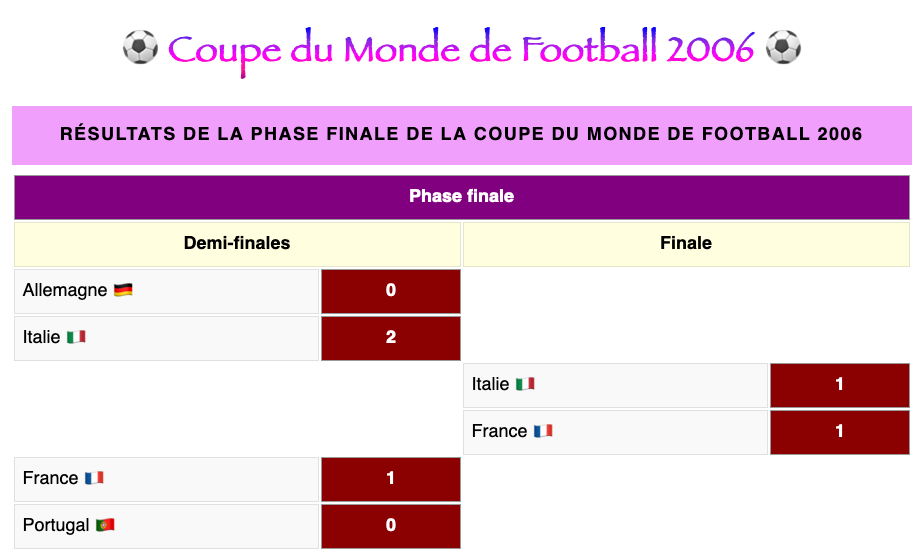 ⚽ Coupe du Monde de Football 2006 ⚽
RÉSULTATS DE LA PHASE FINALE DE LA COUPE DU MONDE DE FOOTBALL 2006
Phase finale
Demi-finales Finale
Allemagne 🇩🇪 0
Italie 🇮🇹 2
Italie 🇮🇹 1
France 🇫🇷 1
France 🇫🇷 1
Portugal 🇵🇹 0